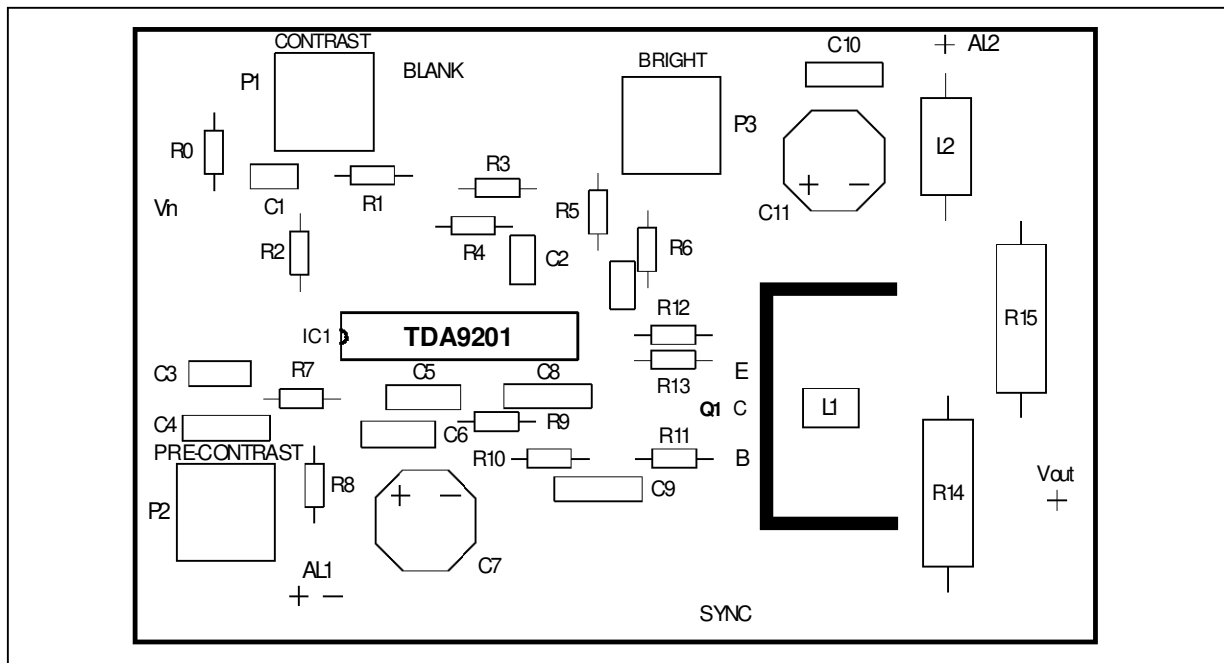 CONTRAST
C10
+ AL2
P1
BLANK
BRIGHT
P3
L2
R0
R3
C1
R1
+ −
Vin
R5
C11
R2
R4
C2
R6
R12
R15
IC1
TDA9201
C3
R7
C5
C8
R13
E
Q1 C
L1
C4
C6
R9
R11
PRE-CONTRAST
R10
B
Vout
+
R8
+ −
C9
R14
P2
C7
AL1
+ −
SYNC